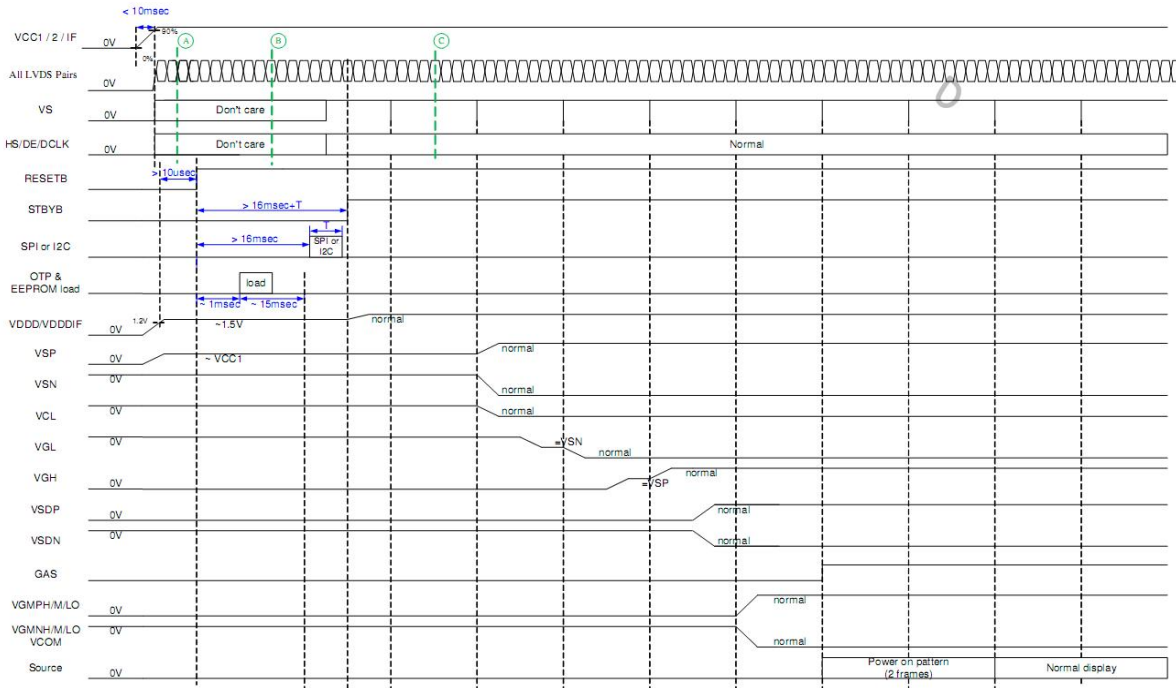 < 10msec
VCC1 / 2 / IF 0V 0% 90% A B C
All LVDS Pairs 0V
VS 0V Don't care
HS/DE/DCLK 0V Don't care Normal
RESETB > 10usec
STBYB > 16msec+T
SPI or I2C > 16msec T SPI or I2C
OTP & EEPROM load load
~ 1msec ~ 15msec
VDDD/VDDDIF 0V 1.2V ~1.5V normal
VSP 0V ~ VCC1 normal
VSN 0V normal
VCL 0V normal
VGL 0V =VSN normal
VGH 0V =VSP normal
VSDP 0V normal
VSDN 0V normal
GAS
VGMPH/M/LO 0V normal
VGMNH/M/LO VCOM 0V normal
Source 0V Power on pattern (2 frames) Normal display